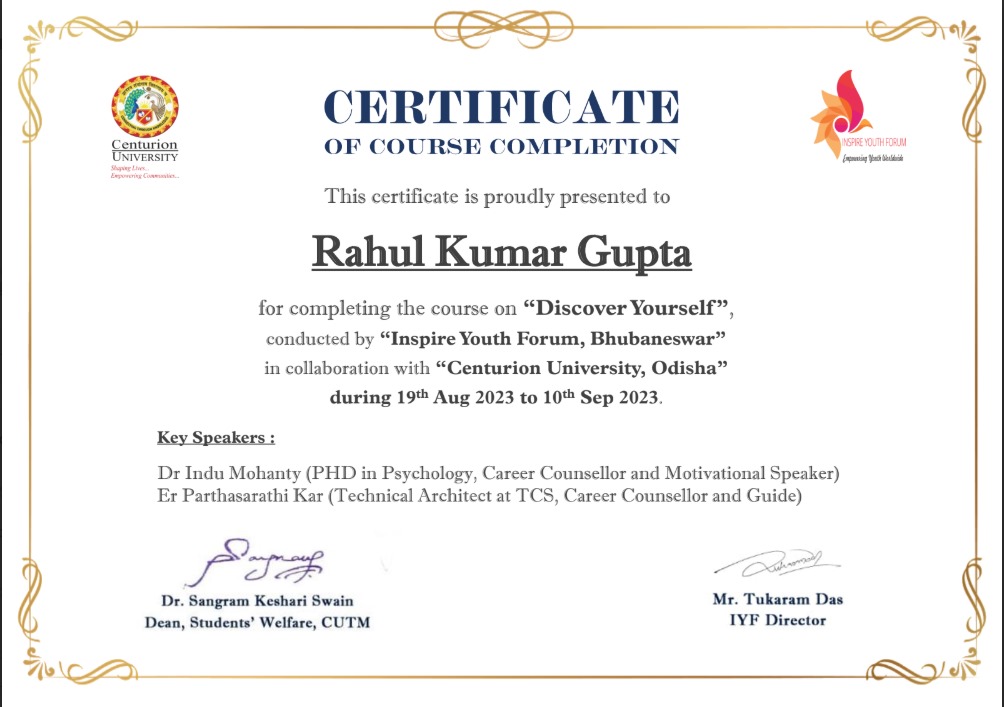 CERTIFICATE
OF COURSE COMPLETION
Centurion
UNIVERSITY
Shaping Lives...
Empowering Communities...
INSPIRE YOUTH FORUM
Empowering Youth Worldwide
This certificate is proudly presented to
Rahul Kumar Gupta
for completing the course on “Discover Yourself”,
conducted by “Inspire Youth Forum, Bhubaneswar”
in collaboration with “Centurion University, Odisha”
during 19th Aug 2023 to 10th Sep 2023.
Key Speakers :
Dr Indu Mohanty (PHD in Psychology, Career Counsellor and Motivational Speaker)
Er Parthasarathi Kar (Technical Architect at TCS, Career Counsellor and Guide)
Dr. Sangram Keshari Swain
Dean, Students’ Welfare, CUTM
Mr. Tukaram Das
IYF Director